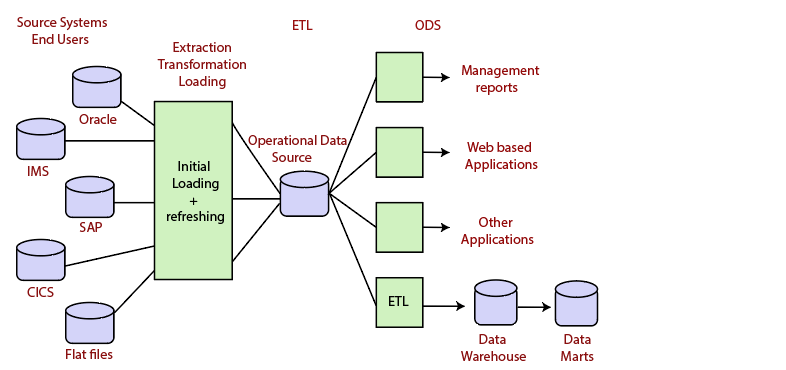 Source Systems
End Users
ETL
ODS
Extraction
Transformation
Loading
Oracle
IMS
SAP
CICS
Flat files
Initial
Loading
+
refreshing
Operational Data
Source
Management
reports
Web based
Applications
Other
Applications
ETL
Data
Warehouse
Data
Marts